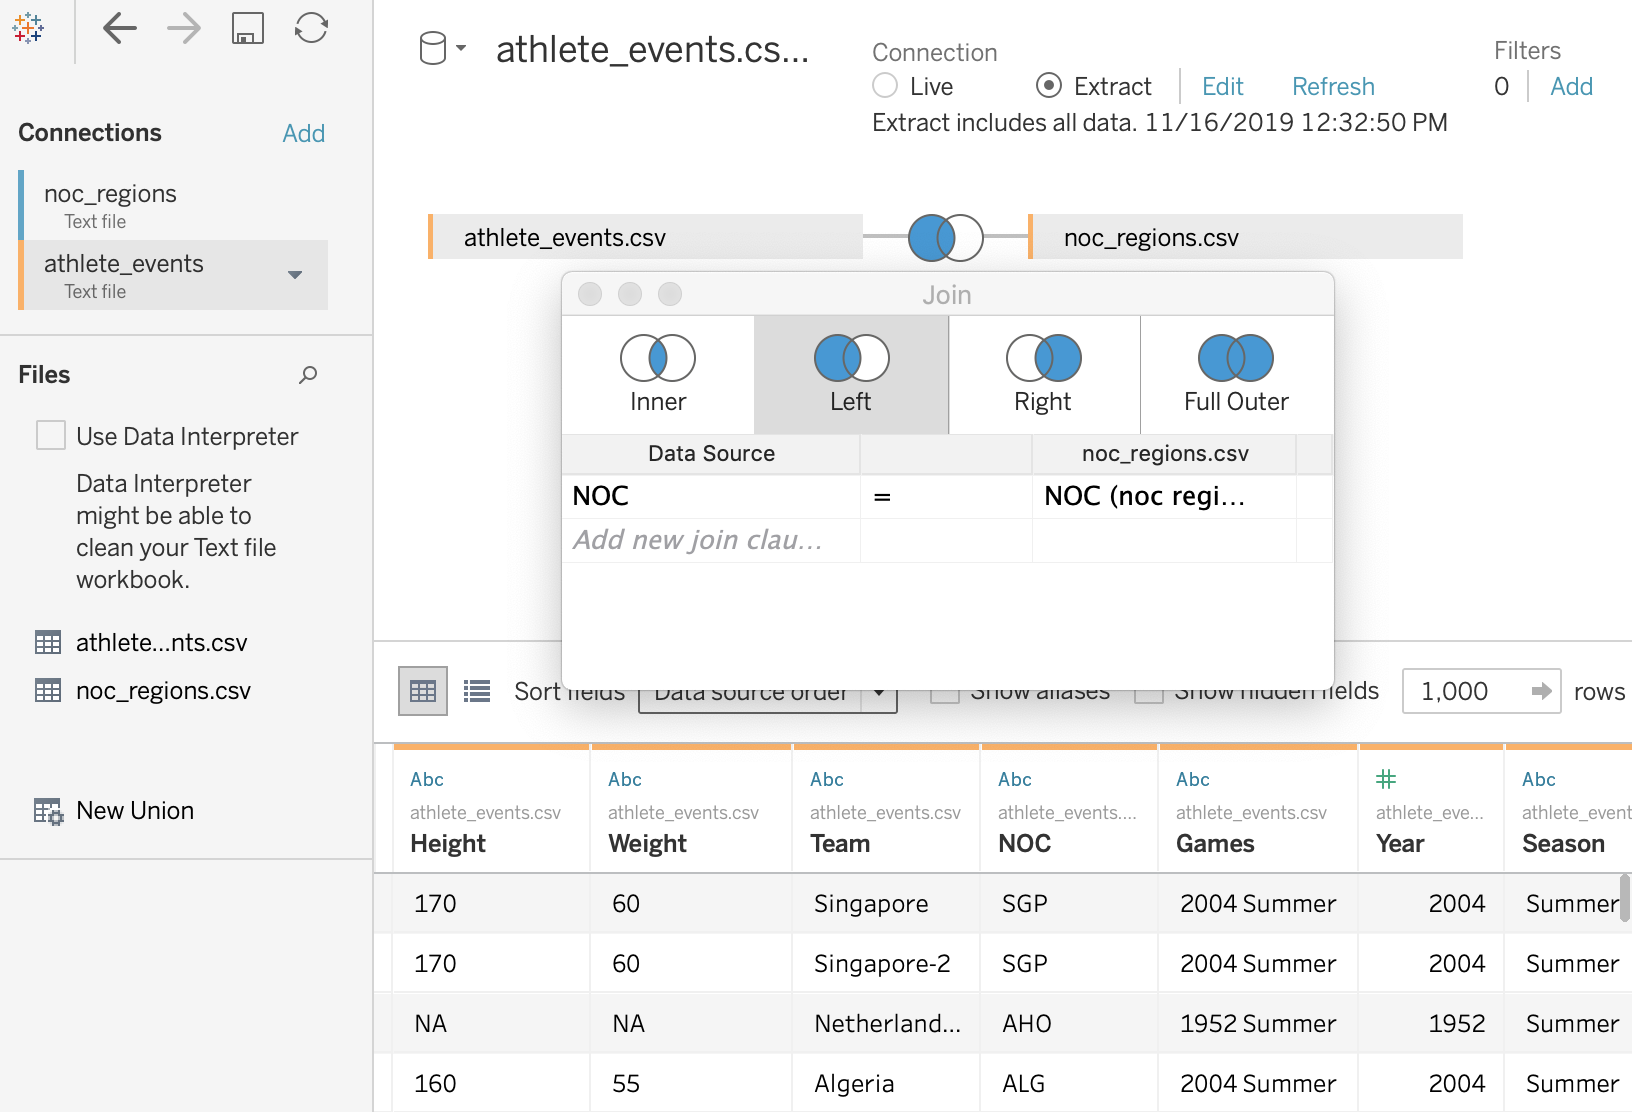 athlete_events.cs...
Connection
Live
Extract
Edit
Refresh
Filters
0
Add
Extract includes all data. 11/16/2019 12:32:50 PM
Connections
Add
noc_regions
Text file
athlete_events
Text file
athlete_events.csv
noc_regions.csv
Join
Inner
Left
Right
Full Outer
Data Source
noc_regions.csv
NOC
=
NOC (noc regi...
Add new join clau...
Files
Use Data Interpreter
Data Interpreter
might be able to
clean your Text file
workbook.
athlete...nts.csv
noc_regions.csv
New Union
Sort fields
Data source order
Show aliases
Show hidden fields
1,000
rows
Abc Abc Abc Abc Abc # Abc
athlete_events.csv athlete_events.csv athlete_events.csv athlete_events.... athlete_events.csv athlete_eve... athlete_event
Height Weight Team NOC Games Year Season
170 60 Singapore SGP 2004 Summer 2004 Summer
170 60 Singapore-2 SGP 2004 Summer 2004 Summer
NA NA Netherland... AHO 1952 Summer 1952 Summer
160 55 Algeria ALG 2004 Summer 2004 Summer